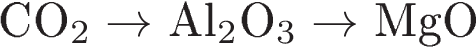 CO₂ → Al₂O₃ → MgO